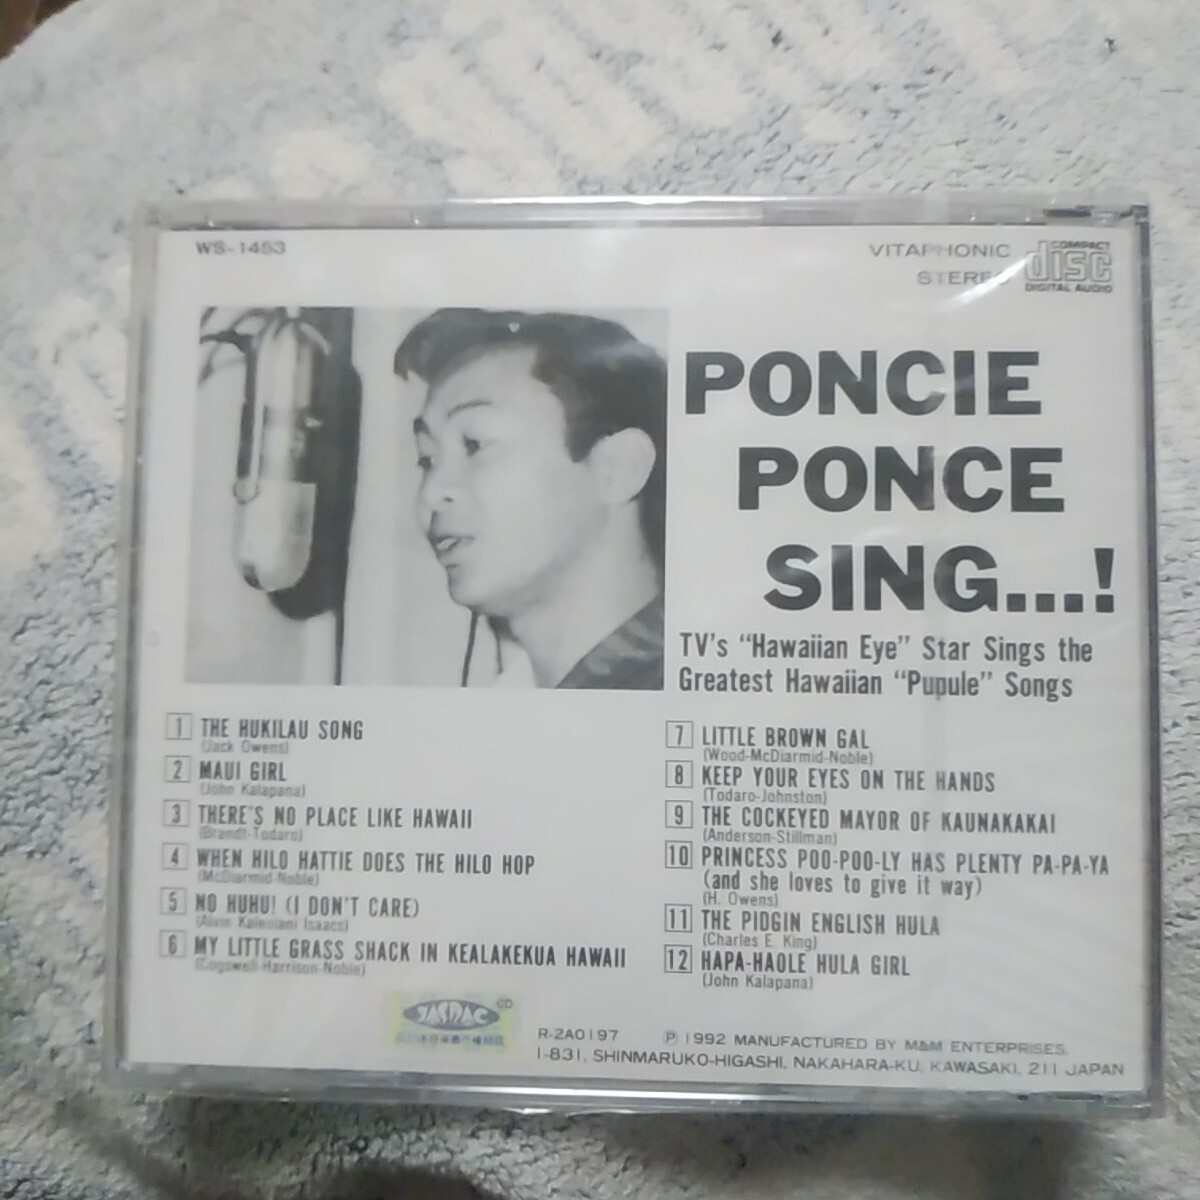 WS-1453
VITAPHONIC
STEREO
COMPACT
disc
DIGITAL AUDIO
PONCIE
PONCE
SING...!
TV's "Hawaiian Eye" Star Sings the
Greatest Hawaiian "Pupule" Songs
1 THE HUKILAU SONG
(Jack Owens)
2 MAUI GIRL
(John Kalapana)
3 THERE'S NO PLACE LIKE HAWAII
(Brandt-Todaro)
4 WHEN HILO HATTIE DOES THE HILO HOP
(McDiarmid-Noble)
5 NO HUHU! (I DON'T CARE)
(Alvin Kaleolani Isaacs)
6 MY LITTLE GRASS SHACK IN KEALAKEKUA HAWAII
(Cogswell-Harrison-Noble)
7 LITTLE BROWN GAL
(Wood-McDiarmid-Noble)
8 KEEP YOUR EYES ON THE HANDS
(Todaro-Johnston)
9 THE COCKEYED MAYOR OF KAUNAKAKAI
(Anderson-Stillman)
10 PRINCESS POO-POO-LY HAS PLENTY PA-PA-YA
(and she loves to give it way)
(H. Owens)
11 THE PIDGIN ENGLISH HULA
(Charles E. King)
12 HAPA-HAOLE HULA GIRL
(John Kalapana)
JASRAC
CD
R-2A0197 Ⓟ 1992 MANUFACTURED BY M&M ENTERPRISES.
1-831, SHINMARUKO-HIGASHI, NAKAHARA-KU, KAWASAKI, 211 JAPAN